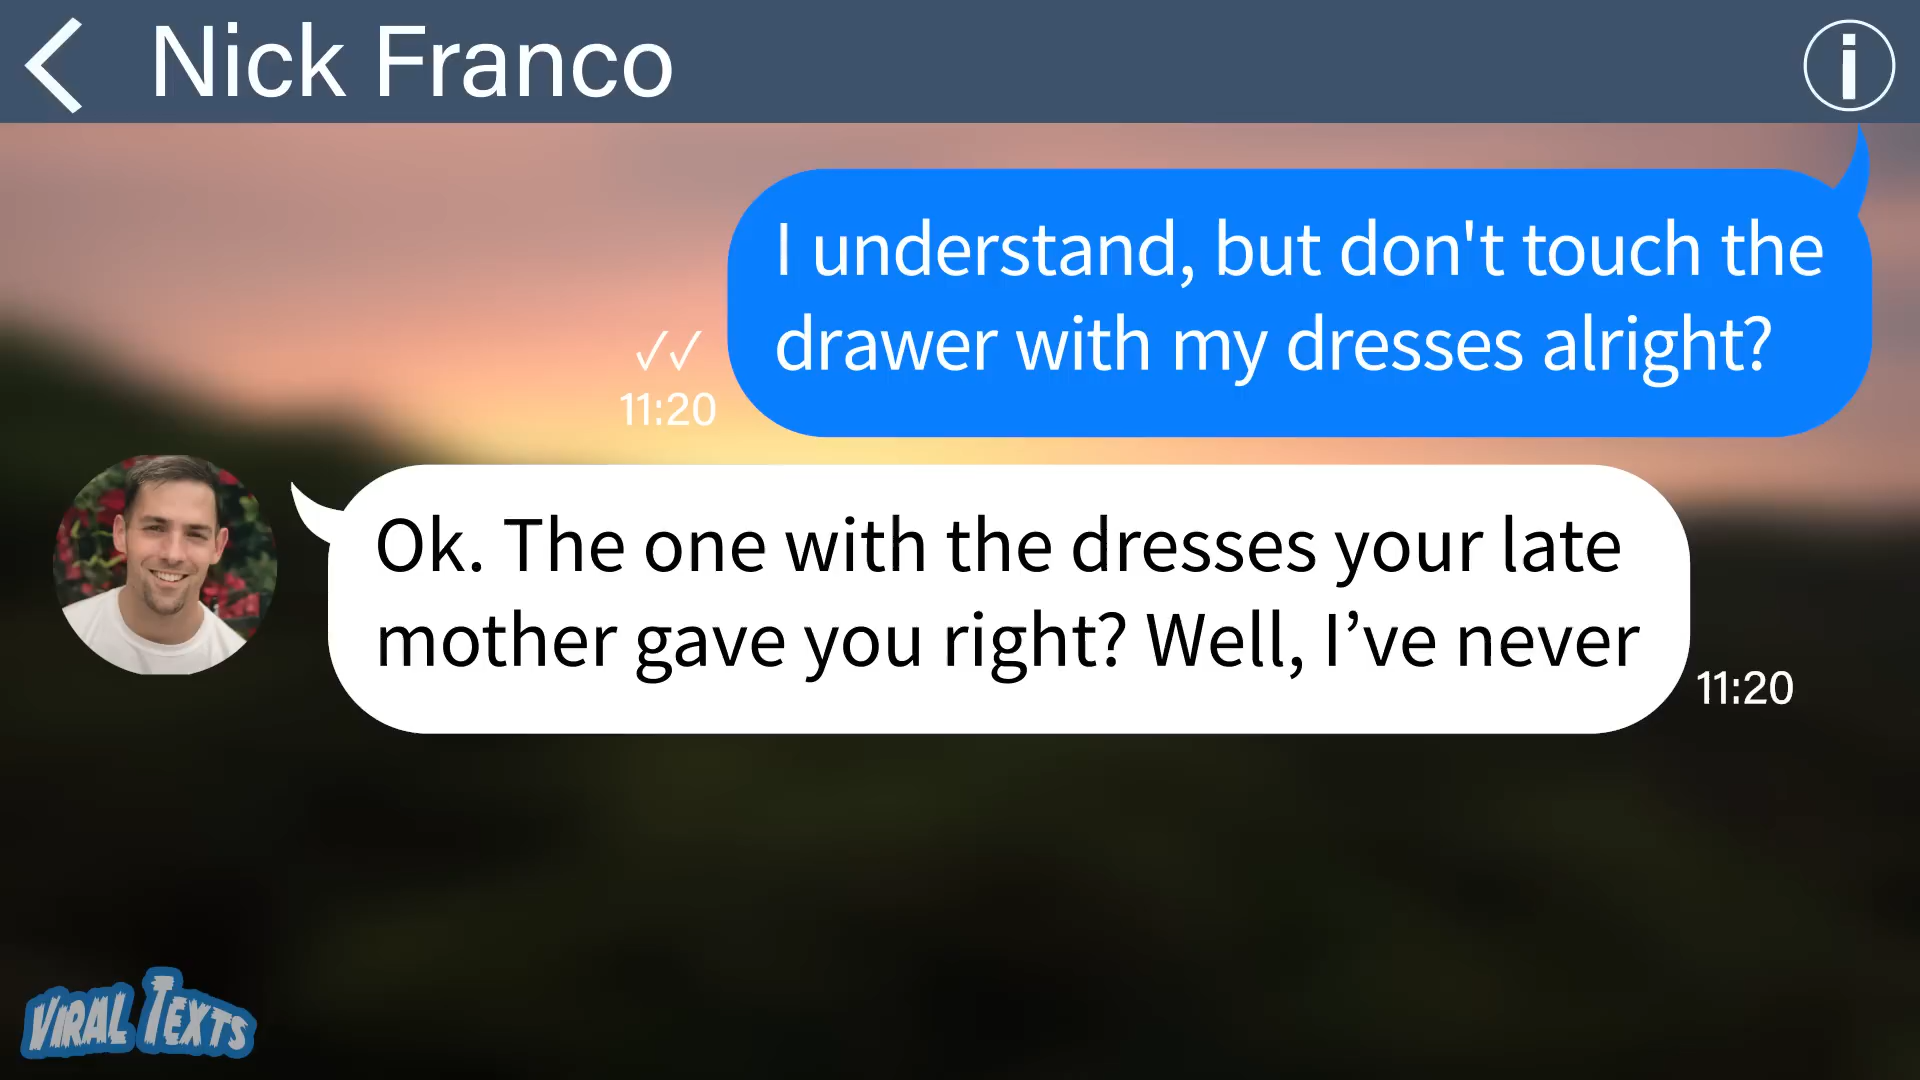 Nick Franco
I understand, but don't touch the
drawer with my dresses alright?
✓✓
11:20
Ok. The one with the dresses your late
mother gave you right? Well, I’ve never
11:20
VIRAL TEXTS